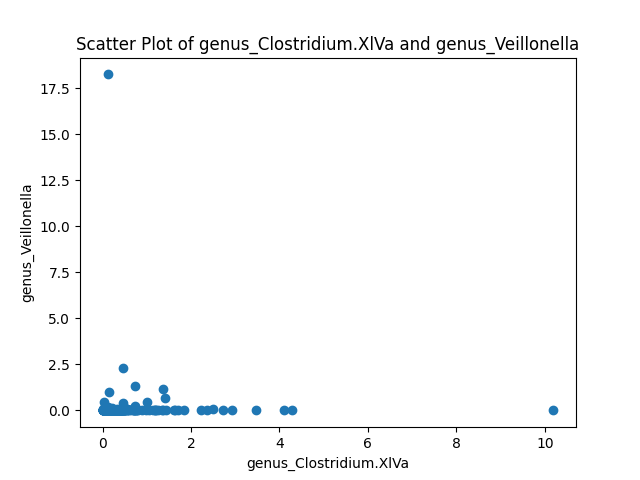 Scatter Plot of genus_Clostridium.XlVa and genus_Veillonella
17.5
15.0
12.5
10.0
7.5
5.0
2.5
0.0
genus_Veillonella
0 2 4 6 8 10
genus_Clostridium.XlVa